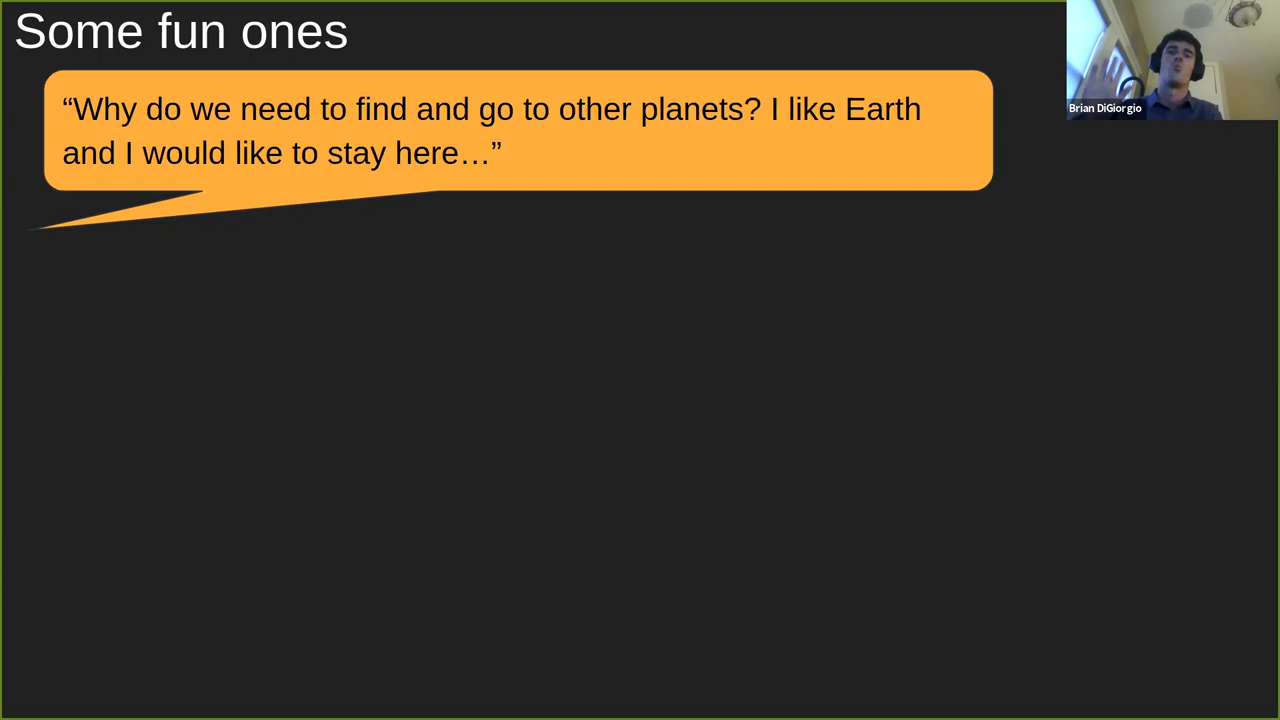 Some fun ones
“Why do we need to find and go to other planets? I like Earth
and I would like to stay here…”
Brian DiGiorgio